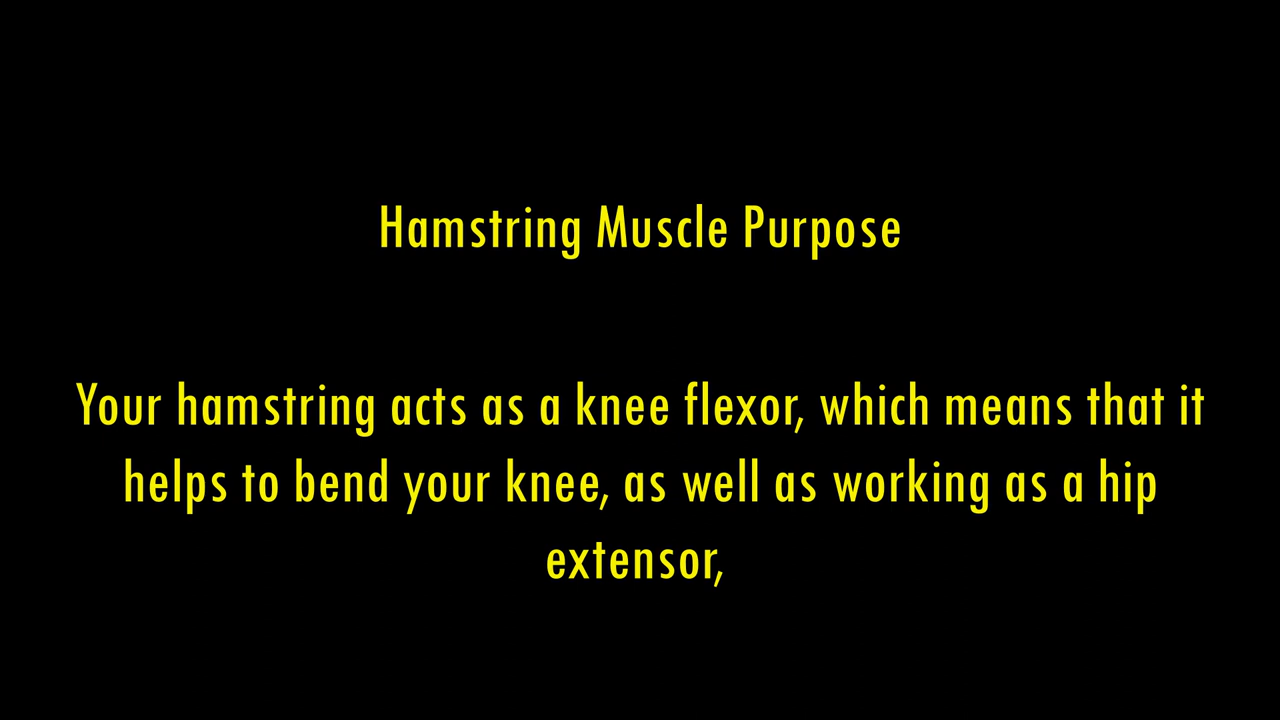 Hamstring Muscle Purpose
Your hamstring acts as a knee flexor, which means that it
helps to bend your knee, as well as working as a hip
extensor,